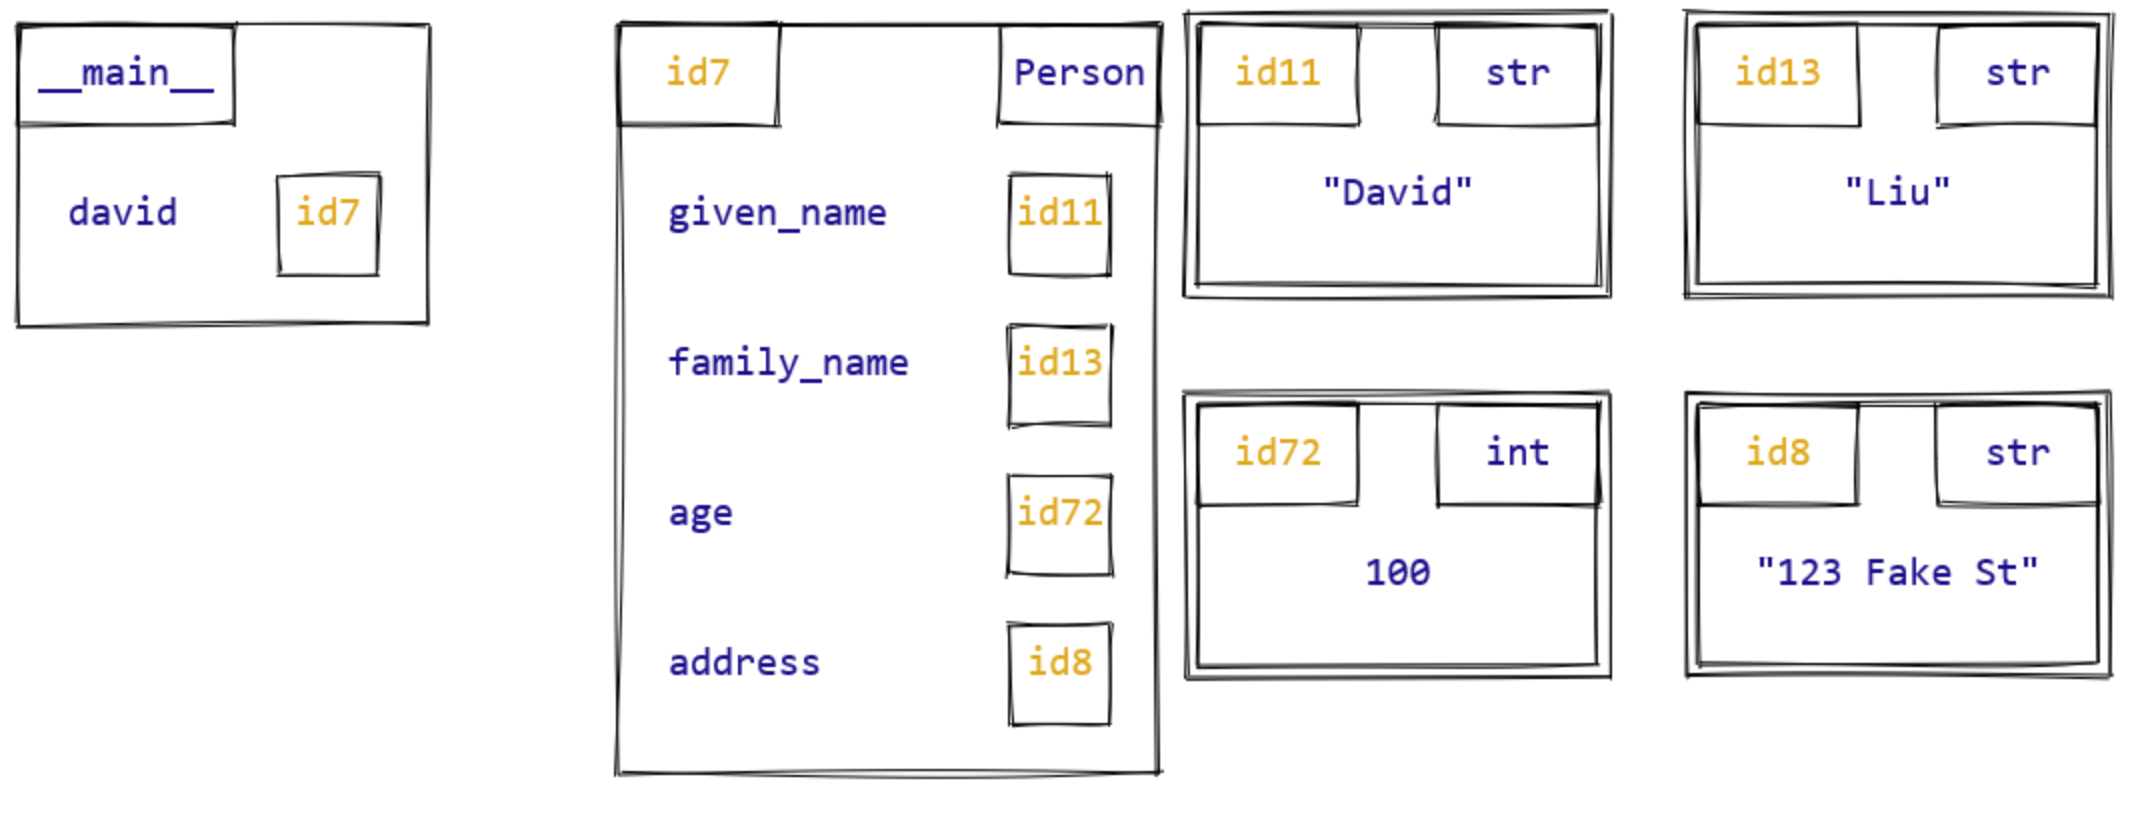 __main__
david id7
id7 Person
given_name id11
family_name id13
age id72
address id8
id11 str
"David"
id13 str
"Liu"
id72 int
100
id8 str
"123 Fake St"